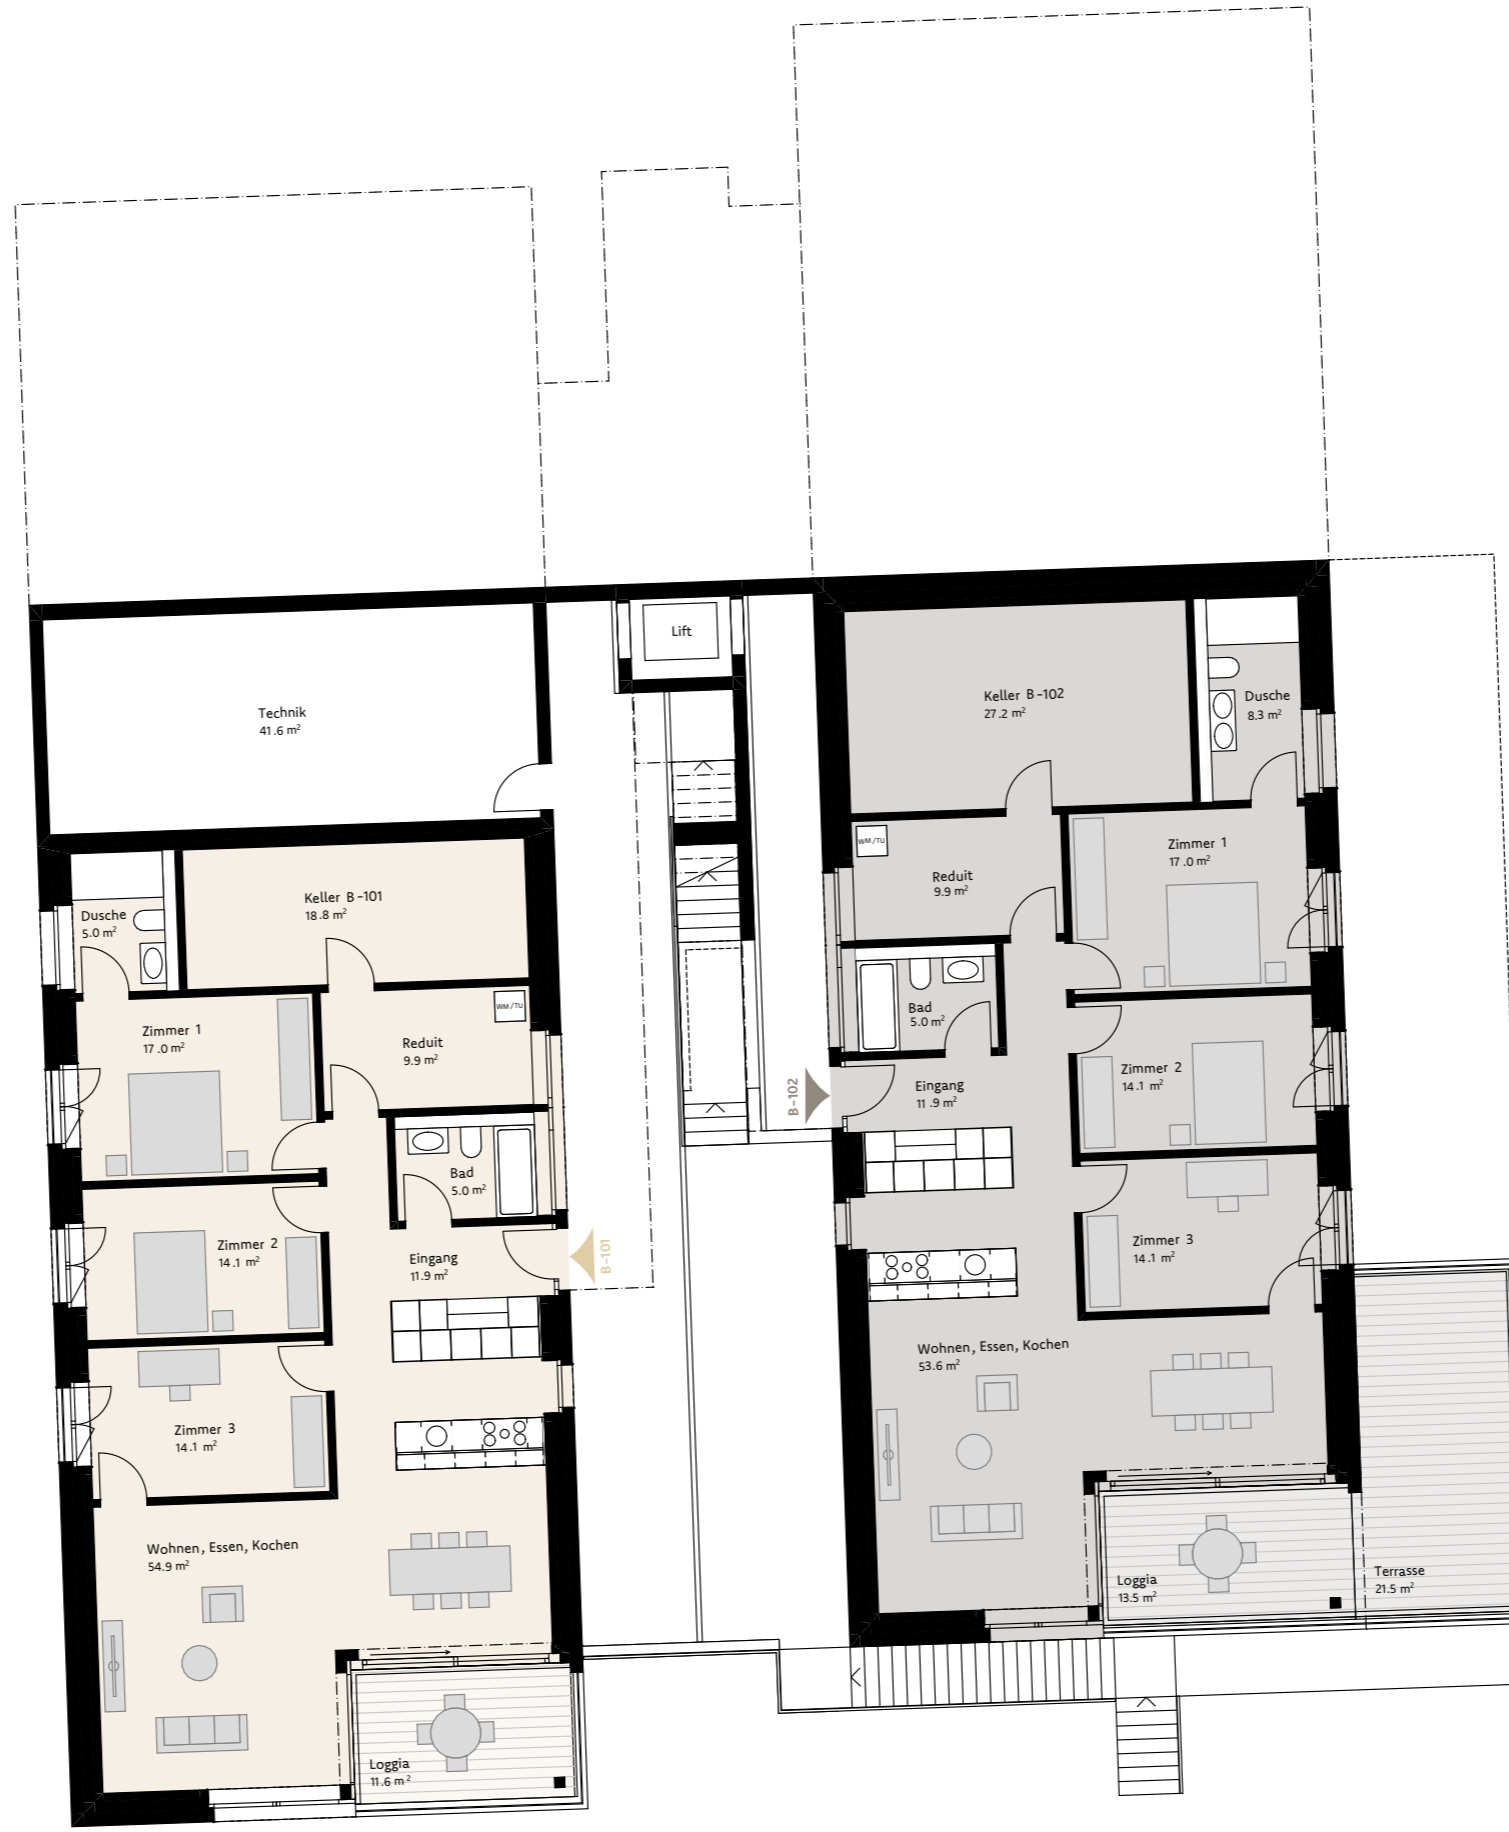 Lift
Technik
41.6 m²
Keller B-101
18.8 m²
Dusche
5.0 m²
Zimmer 1
17.0 m²
Reduit
9.9 m²
WM./TU
Bad
5.0 m²
Zimmer 2
14.1 m²
Eingang
11.9 m²
B-101
Zimmer 3
14.1 m²
Wohnen, Essen, Kochen
54.9 m²
Loggia
11.6 m²
Keller B-102
27.2 m²
Dusche
8.3 m²
WM./TU
Reduit
9.9 m²
Zimmer 1
17.0 m²
Bad
5.0 m²
Zimmer 2
14.1 m²
B-102
Eingang
11.9 m²
Zimmer 3
14.1 m²
Wohnen, Essen, Kochen
53.6 m²
Loggia
13.5 m²
Terrasse
21.5 m²